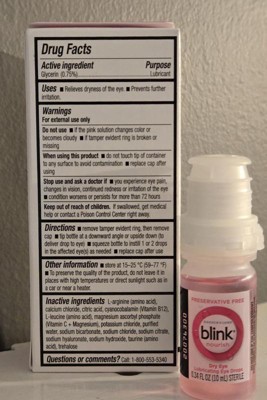 Drug Facts
Active ingredient Purpose
Glycerin (0.75%) Lubricant
Uses ■ Relieves dryness of the eye. ■ Prevents further
irritation.
Warnings
For external use only
Do not use ■ if the pink solution changes color or
becomes cloudy ■ if tamper evident ring is broken or
missing
When using this product ■ do not touch tip of container
to any surface to avoid contamination ■ replace cap after
using
Stop use and ask a doctor if ■ you experience eye pain,
changes in vision, continued redness or irritation of the eye
■ condition worsens or persists for more than 72 hours
Keep out of reach of children. If swallowed, get medical
help or contact a Poison Control Center right away.
Directions ■ remove tamper evident ring, then remove
cap ■ tip bottle at a downward angle or upside down (to
deliver drop to eye) ■ squeeze bottle to instill 1 or 2 drops
in the affected eye(s) as needed ■ replace cap after use
Other information ■ store at 15-25 °C (59-77 °F)
■ To preserve the quality of the product, do not leave it in
places with high temperatures or direct sunlight such as in
a car or near a heater.
Inactive ingredients L-arginine (amino acid),
calcium chloride, citric acid, cyanocobalamin (Vitamin B12),
L-leucine (amino acid), magnesium ascorbyl phosphate
(Vitamin C + Magnesium), potassium chloride, purified
water, sodium bicarbonate, sodium chloride, sodium citrate,
sodium hyaluronate, sodium hydroxide, taurine (amino
acid), trehalose
Questions or comments? Call: 1-800-553-5340
PRESERVATIVE FREE
blink
Dry Eye
Lubricating Eye Drops
0.34 FL OZ (10 mL) STERILE